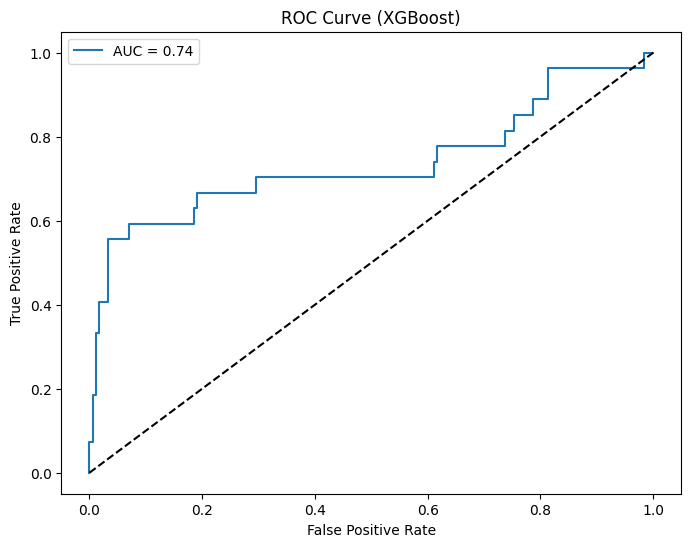 ROC Curve (XGBoost)
AUC = 0.74
True Positive Rate
1.0
0.8
0.6
0.4
0.2
0.0
0.0 0.2 0.4 0.6 0.8 1.0
False Positive Rate